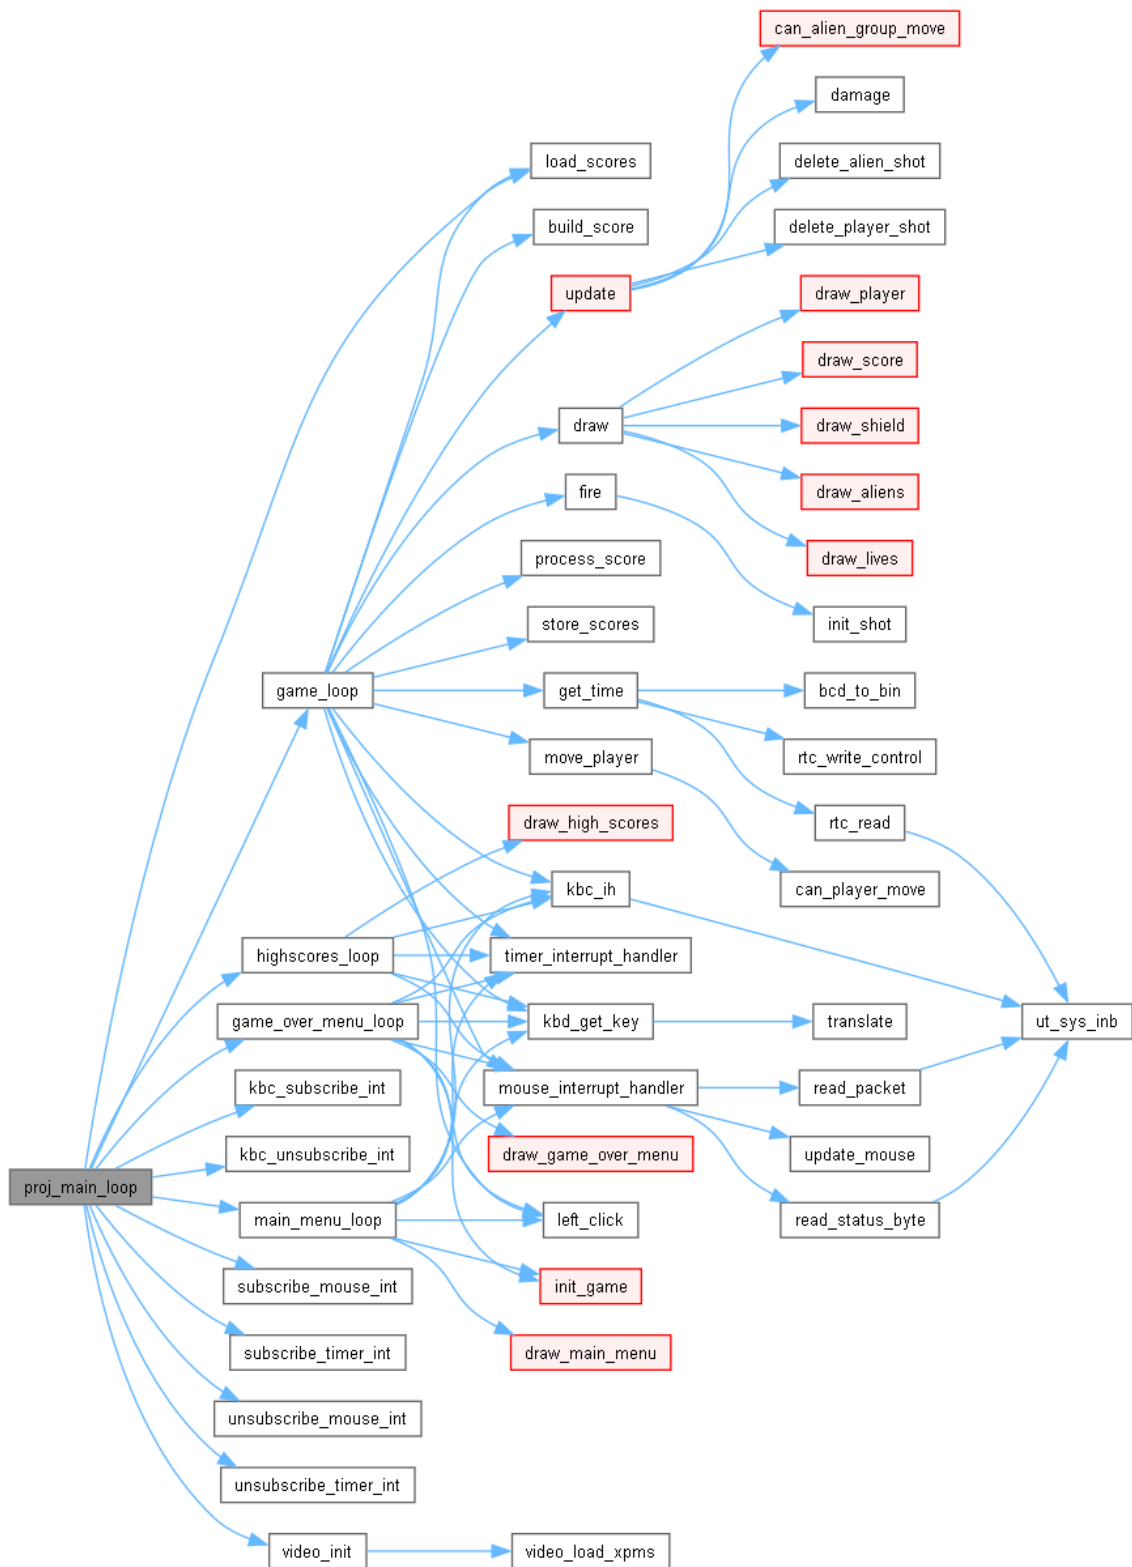 can_alien_group_move
damage
load_scores
delete_alien_shot
build_score
delete_player_shot
update
draw_player
draw_score
draw
draw_shield
fire
draw_aliens
process_score
draw_lives
store_scores
init_shot
game_loop
get_time
bcd_to_bin
move_player
rtc_write_control
draw_high_scores
rtc_read
kbc_ih
can_player_move
highscores_loop
timer_interrupt_handler
game_over_menu_loop
kbd_get_key
translate
ut_sys_inb
kbc_subscribe_int
mouse_interrupt_handler
read_packet
kbc_unsubscribe_int
draw_game_over_menu
update_mouse
proj_main_loop
main_menu_loop
left_click
read_status_byte
subscribe_mouse_int
init_game
subscribe_timer_int
draw_main_menu
unsubscribe_mouse_int
unsubscribe_timer_int
video_init
video_load_xpms